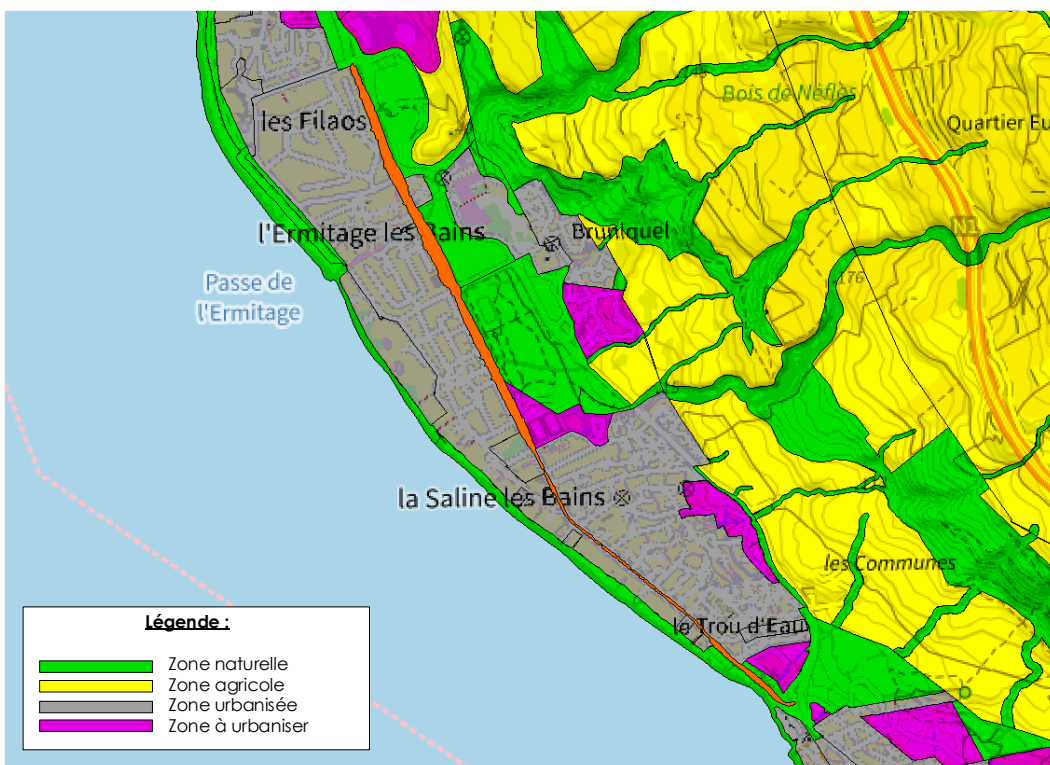 Bois de Nèfles
les Filaos
Quartier Eu
l'Ermitage les Bains
Bruniquel
N1
Passe de
l'Ermitage
176
la Saline les Bains
les Communes
le Trou d'Eau
Légende :
Zone naturelle
Zone agricole
Zone urbanisée
Zone à urbaniser